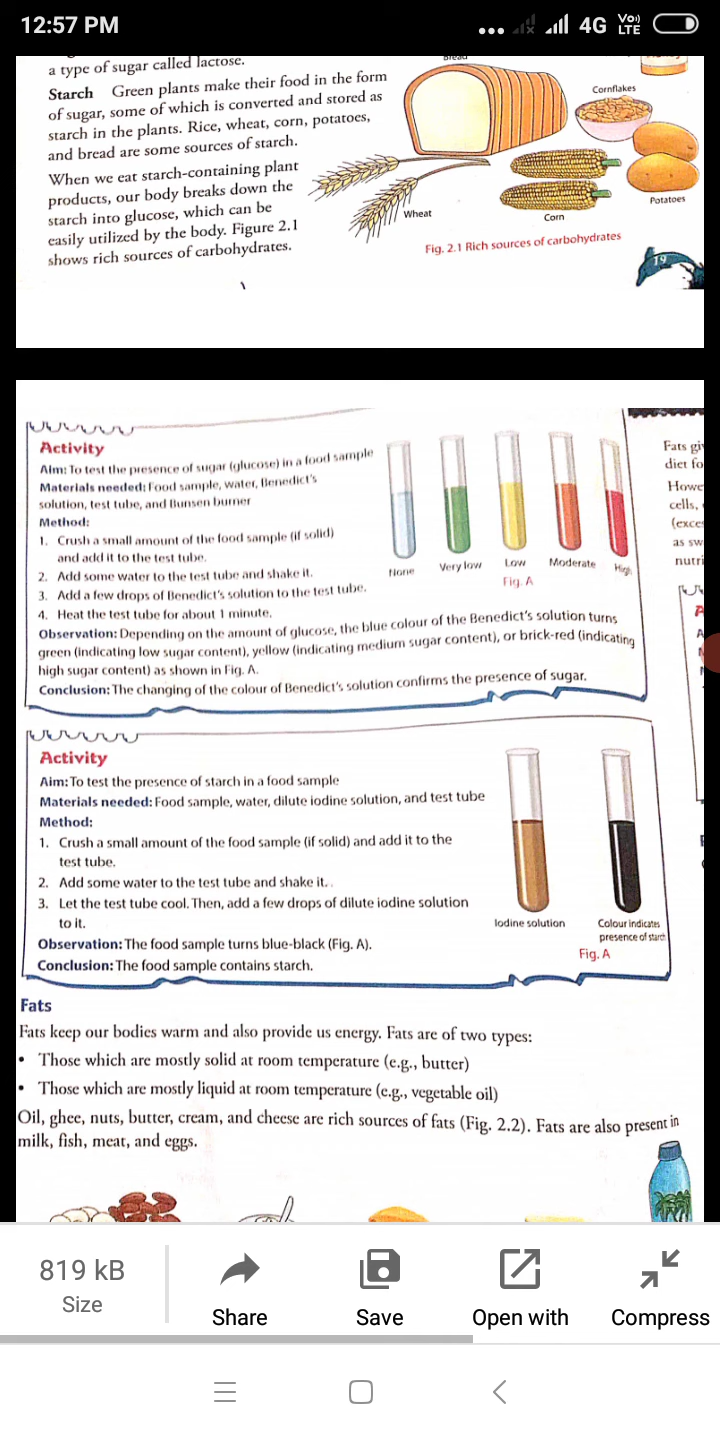 12:57 PM
4G VoLTE
a type of sugar called lactose.
Starch Green plants make their food in the form
of sugar, some of which is converted and stored as
starch in the plants. Rice, wheat, corn, potatoes,
and bread are some sources of starch.
When we eat starch-containing plant
products, our body breaks down the
starch into glucose, which can be
easily utilized by the body. Figure 2.1
shows rich sources of carbohydrates.
Bread
Cornflakes
Potatoes
Wheat
Corn
Fig. 2.1 Rich sources of carbohydrates
19
Activity
Aim: To test the presence of sugar (glucose) in a food sample
Materials needed: Food sample, water, Benedict's
solution, test tube, and Bunsen burner
Method:
1. Crush a small amount of the food sample (if solid)
and add it to the test tube.
2. Add some water to the test tube and shake it.
3. Add a few drops of Benedict's solution to the test tube.
4. Heat the test tube for about 1 minute.
None
Very low
Low
Moderate
High
Fig. A
Observation: Depending on the amount of glucose, the blue colour of the Benedict's solution turns
green (indicating low sugar content), yellow (indicating medium sugar content), or brick-red (indicating
high sugar content) as shown in Fig. A.
Conclusion: The changing of the colour of Benedict's solution confirms the presence of sugar.
Fats gi
diet fo
Howe
cells,
(exce
as sw
nutri
Activity
Aim: To test the presence of starch in a food sample
Materials needed: Food sample, water, dilute iodine solution, and test tube
Method:
1. Crush a small amount of the food sample (if solid) and add it to the
test tube.
2. Add some water to the test tube and shake it.
3. Let the test tube cool. Then, add a few drops of dilute iodine solution
to it.
Observation: The food sample turns blue-black (Fig. A).
Conclusion: The food sample contains starch.
Iodine solution
Colour indicates
presence of starch
Fig. A
Fats
Fats keep our bodies warm and also provide us energy. Fats are of two types:
• Those which are mostly solid at room temperature (e.g., butter)
• Those which are mostly liquid at room temperature (e.g., vegetable oil)
Oil, ghee, nuts, butter, cream, and cheese are rich sources of fats (Fig. 2.2). Fats are also present in
milk, fish, meat, and eggs.
819 kB
Size
Share
Save
Open with
Compress